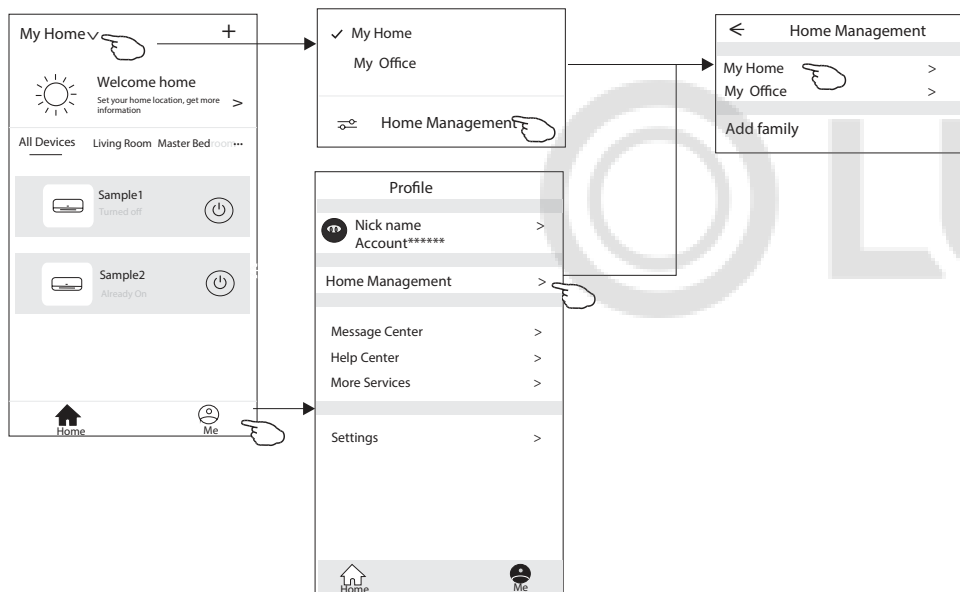 My Home
+
Welcome home
Set your home location, get more
information
>
All Devices Living Room Master Bedroom...
Sample1
Turned off
Sample2
Already On
Home
Me
✓ My Home
My Office
Home Management
Profile
Nick name >
Account******
Home Management >
Message Center >
Help Center >
More Services >
Settings >
Home
Me
Home Management
My Home >
My Office >
Add family